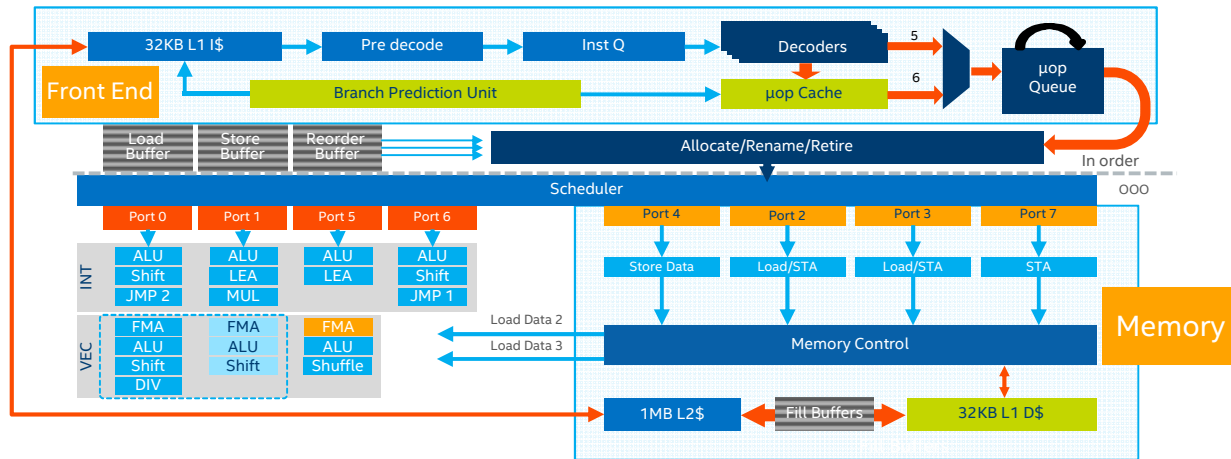 32KB L1 I$
Pre decode
Inst Q
Decoders
5
6
μop
Queue
Front End
Branch Prediction Unit
μop Cache
Load
Buffer
Store
Buffer
Reorder
Buffer
Allocate/Rename/Retire
In order
OOO
Scheduler
Port 0
Port 1
Port 5
Port 6
Port 4
Port 2
Port 3
Port 7
INT
ALU
Shift
JMP 2
ALU
LEA
MUL
ALU
LEA
ALU
Shift
JMP 1
Store Data
Load/STA
Load/STA
STA
VEC
FMA
ALU
Shift
DIV
FMA
ALU
Shift
FMA
ALU
Shuffle
Load Data 2
Load Data 3
Memory Control
Memory
1MB L2$
Fill Buffers
32KB L1 D$